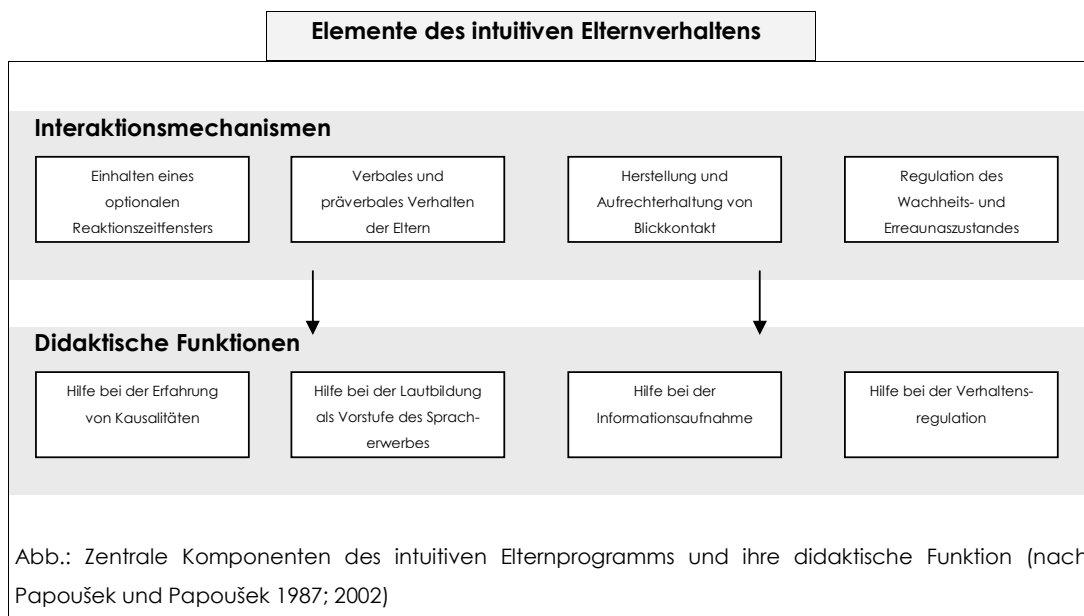 Elemente des intuitiven Elternverhaltens
Interaktionsmechanismen
Einhalten eines
optionalen
Reaktionszeitfensters
Verbales und
präverbales Verhalten
der Eltern
Herstellung und
Aufrechterhaltung von
Blickkontakt
Regulation des
Wachheits- und
Erreaunaszustandes
Didaktische Funktionen
Hilfe bei der Erfahrung
von Kausalitäten
Hilfe bei der Lautbildung
als Vorstufe des Sprach-
erwerbes
Hilfe bei der
Informationsaufnahme
Hilfe bei der Verhaltens-
regulation
Abb.: Zentrale Komponenten des intuitiven Elternprogramms und ihre didaktische Funktion (nach
Papoušek und Papoušek 1987; 2002)